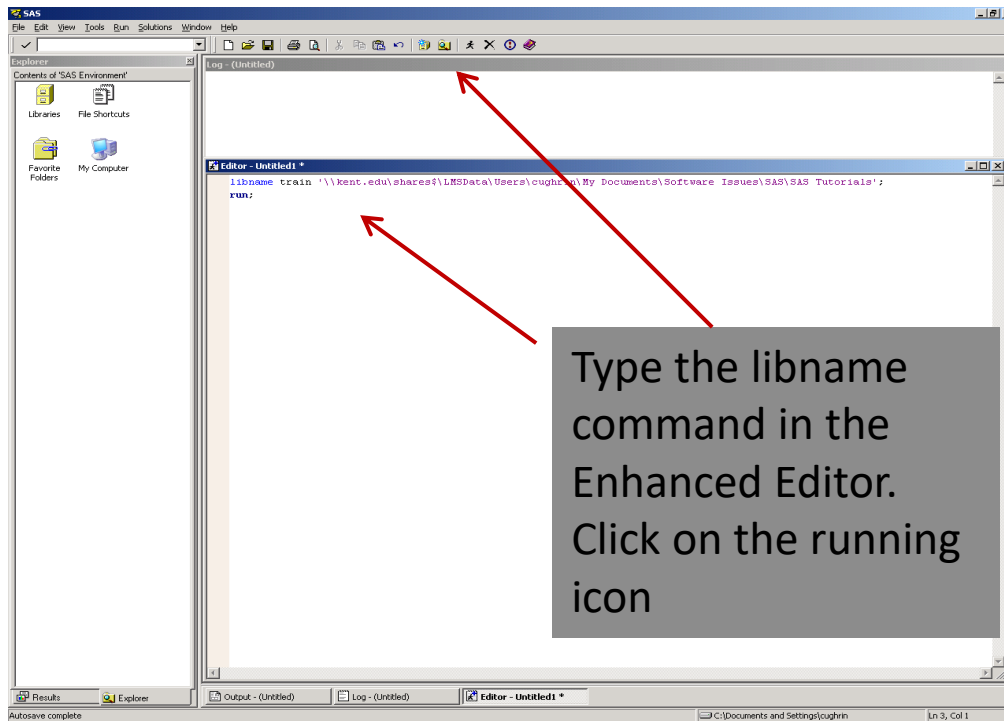 SAS
File Edit View Tools Run Solutions Window Help
Explorer
Contents of 'SAS Environment'
Libraries
File Shortcuts
Favorite
Folders
My Computer
Log - (Untitled)
Editor - Untitled1 *
libname train '\\kent.edu\shares$\LMSData\Users\cughrin\My Documents\Software Issues\SAS\SAS Tutorials';
run;
Type the libname
command in the
Enhanced Editor.
Click on the running
icon
Results
Explorer
Output - (Untitled)
Log - (Untitled)
Editor - Untitled1 *
Autosave complete
C:\Documents and Settings\cughrin
Ln 3, Col 1